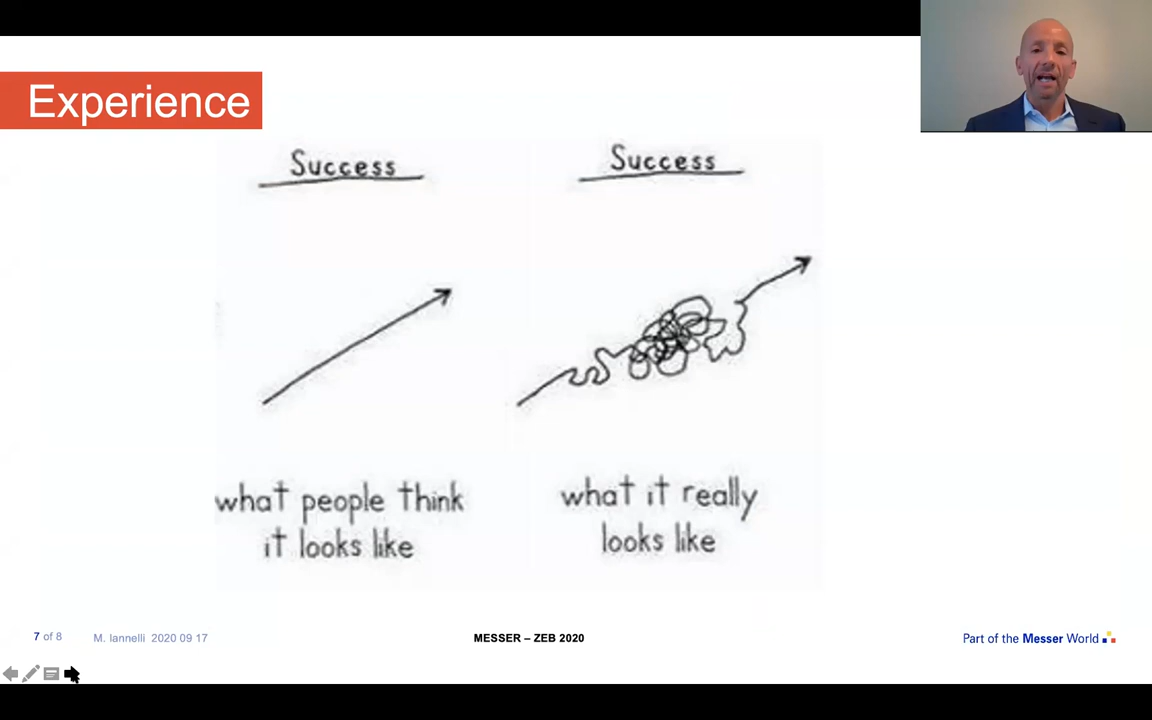 Experience
Success
Success
what people think
it looks like
what it really
looks like
7 of 8
M. Iannelli 2020 09 17
MESSER – ZEB 2020
Part of the Messer World